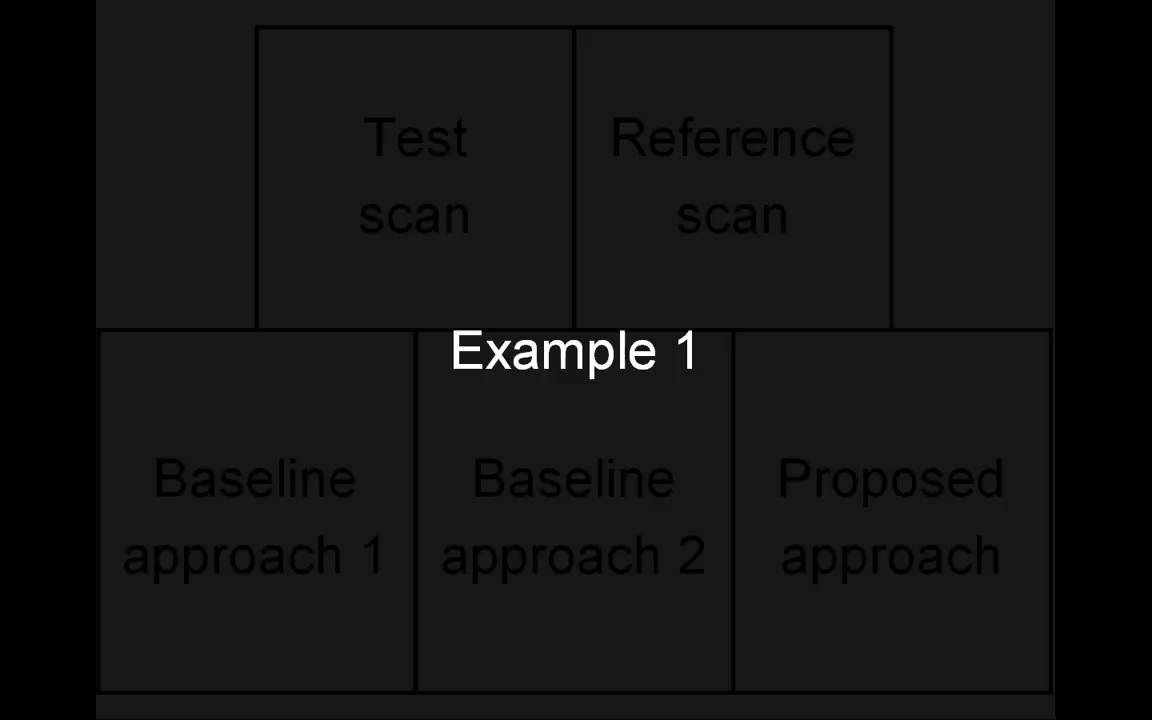 Test
scan
Reference
scan
Example 1
Baseline
approach 1
Baseline
approach 2
Proposed
approach